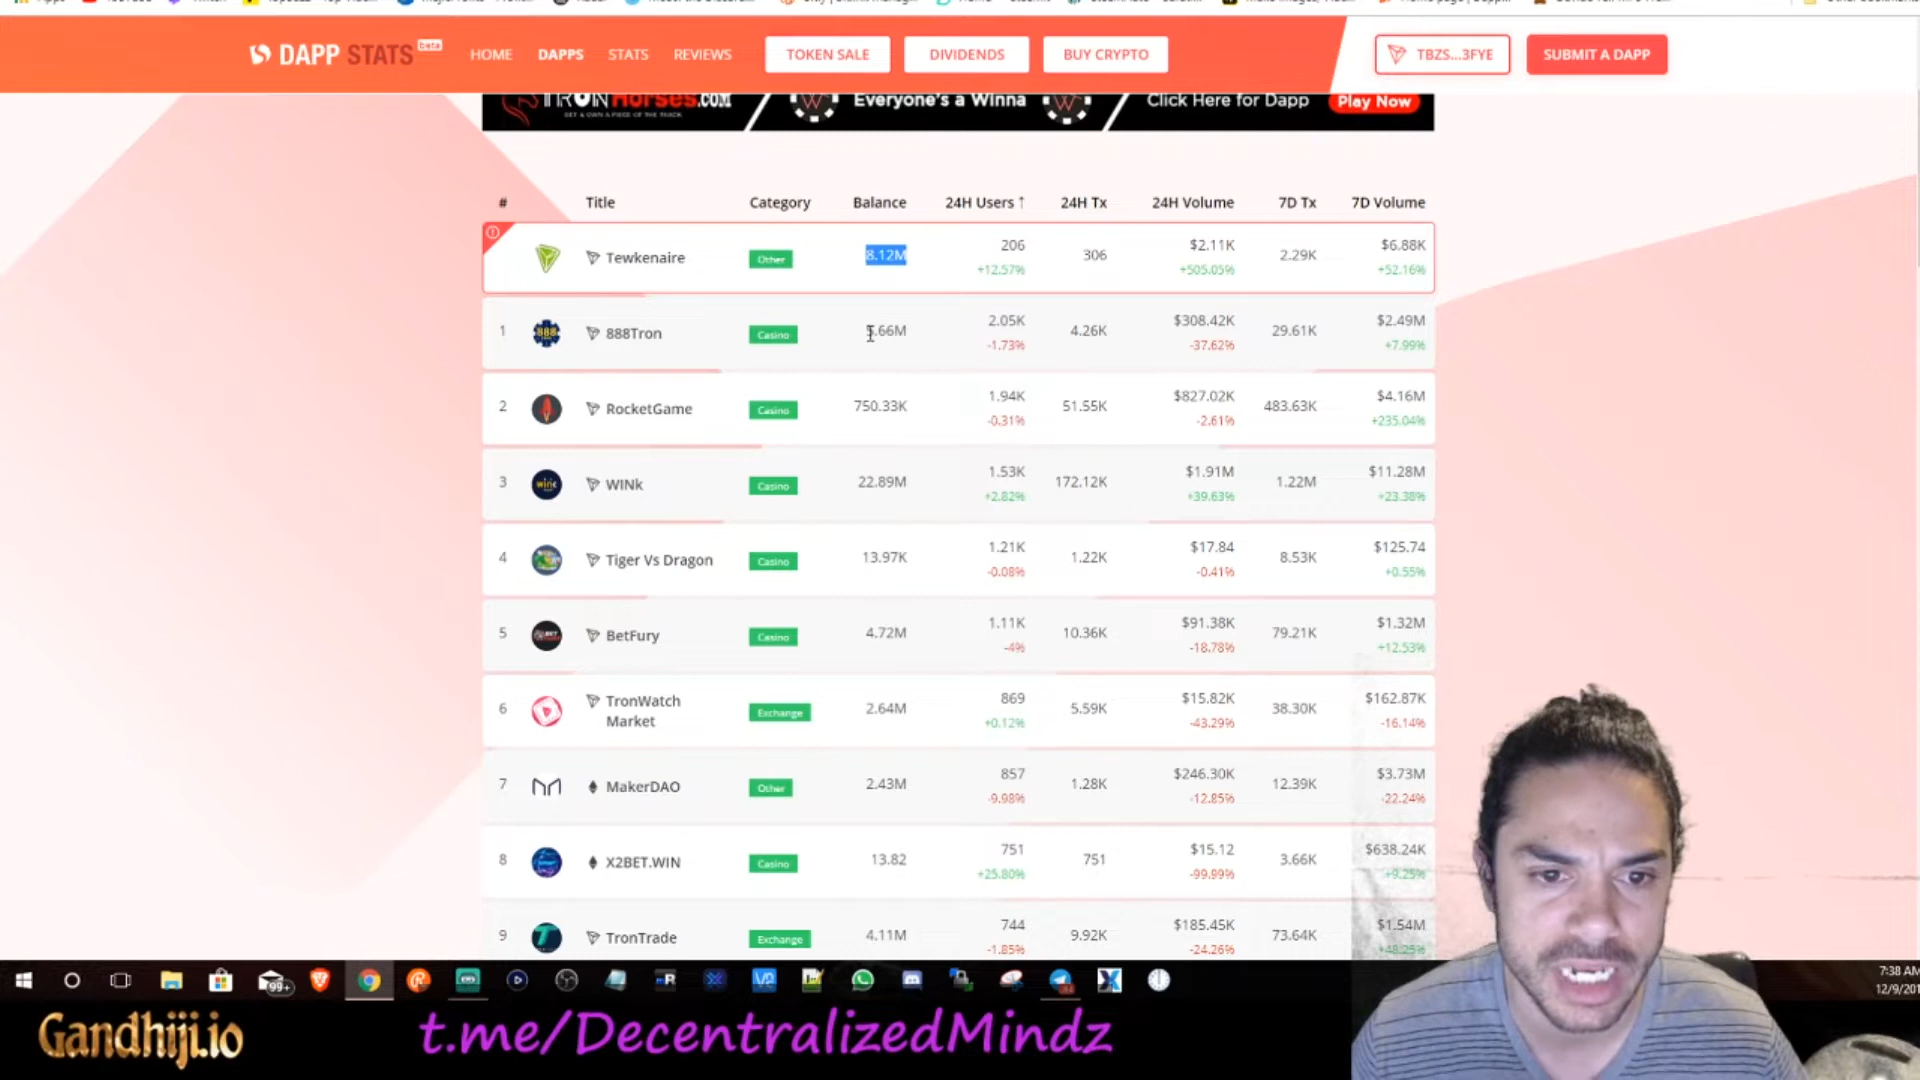 DAPP STATS beta
HOME
DAPPS
STATS
REVIEWS
TOKEN SALE
DIVIDENDS
BUY CRYPTO
TBZS...3FYE
SUBMIT A DAPP
Everyone's a Winna
Click Here for Dapp
Play Now
# Title Category Balance 24H Users ↑ 24H Tx 24H Volume 7D Tx 7D Volume
Tewkenaire Other 8.12M 206 306 $2.11K 2.29K $6.88K
+12.57% +505.05% +52.16%
1 888Tron Casino 5.66M 2.05K 4.26K $308.42K 29.61K $2.49M
-1.73% -37.62% +7.99%
2 RocketGame Casino 750.33K 1.94K 51.55K $827.02K 483.63K $4.16M
-0.31% -2.61% +235.04%
3 WINk Casino 22.89M 1.53K 172.12K $1.91M 1.22M $11.28M
+2.82% +39.63% +23.38%
4 Tiger Vs Dragon Casino 13.97K 1.21K 1.22K $17.84 8.53K $125.74
-0.08% -0.41% +0.55%
5 BetFury Casino 4.72M 1.11K 10.36K $91.38K 79.21K $1.32M
-4% -18.78% +12.53%
6 TronWatch Market Exchange 2.64M 869 5.59K $15.82K 38.30K $162.87K
+0.12% -43.29% -16.14%
7 MakerDAO Other 2.43M 857 1.28K $246.30K 12.39K $3.73M
-9.98% -12.85% -22.24%
8 X2BET.WIN Casino 13.82 751 751 $15.12 3.66K $638.24K
+25.80% -99.99% +9.25%
9 TronTrade Exchange 4.11M 744 9.92K $185.45K 73.64K $1.54M
-1.85% -24.26% +48.25%
99+
7:38 AM
12/9/201
Gandhiji.io
t.me/DecentralizedMindz